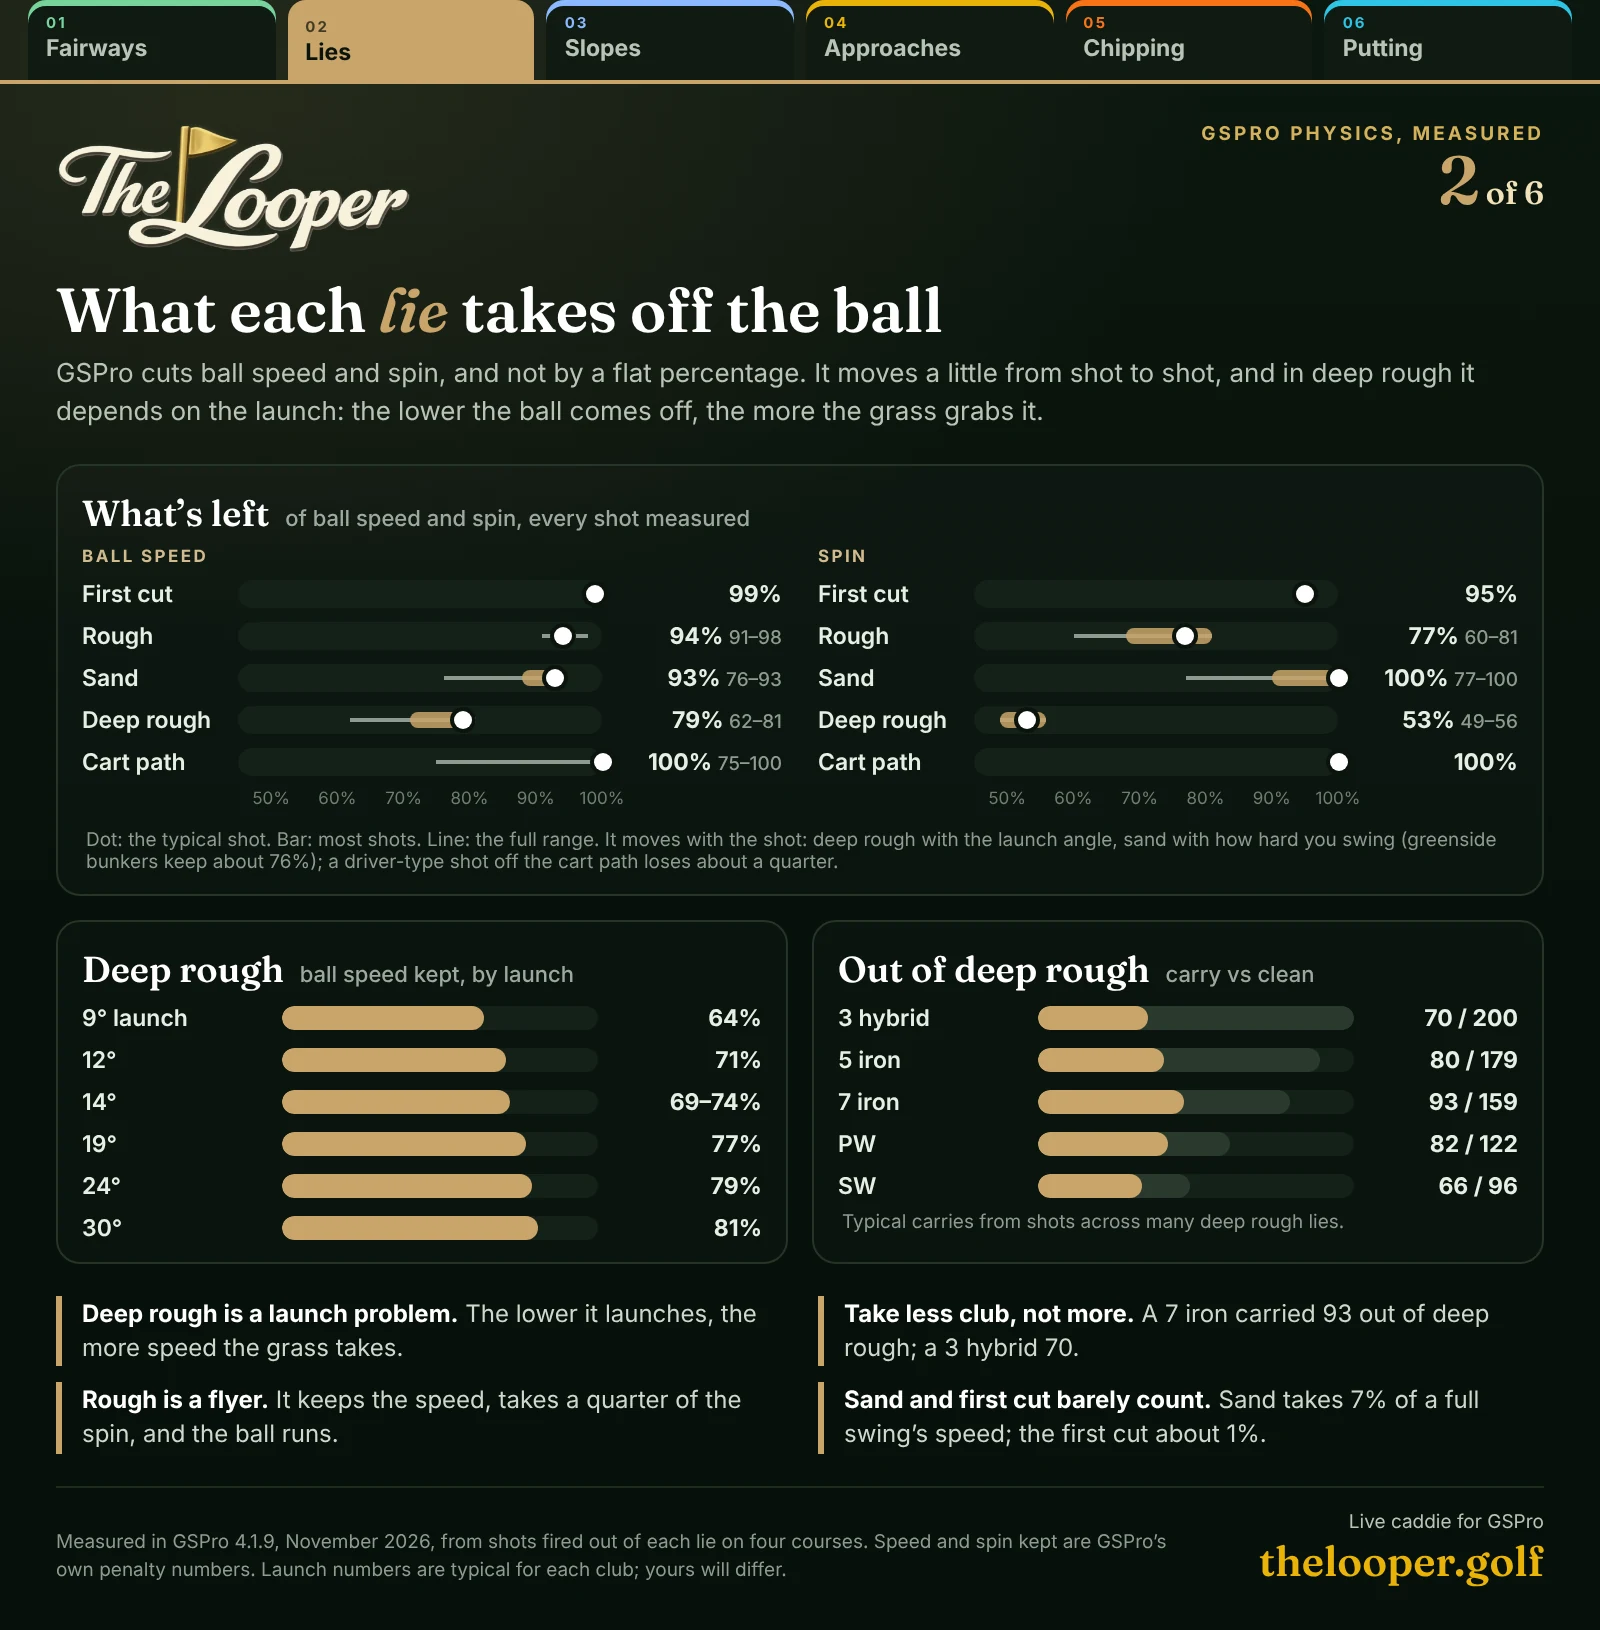 01
Fairways
02
Lies
03
Slopes
04
Approaches
05
Chipping
06
Putting
The Looper
GSPRO PHYSICS, MEASURED
2 of 6
What each lie takes off the ball
GSPro cuts ball speed and spin, and not by a flat percentage. It moves a little from shot to shot, and in deep rough it
depends on the launch: the lower the ball comes off, the more the grass grabs it.
What's left of ball speed and spin, every shot measured
BALL SPEED
First cut 99%
Rough 94% 91–98
Sand 93% 76–93
Deep rough 79% 62–81
Cart path 100% 75–100
50% 60% 70% 80% 90% 100%
SPIN
First cut 95%
Rough 77% 60–81
Sand 100% 77–100
Deep rough 53% 49–56
Cart path 100%
50% 60% 70% 80% 90% 100%
Dot: the typical shot. Bar: most shots. Line: the full range. It moves with the shot: deep rough with the launch angle, sand with how hard you swing (greenside
bunkers keep about 76%); a driver-type shot off the cart path loses about a quarter.
Deep rough ball speed kept, by launch
9° launch 64%
12° 71%
14° 69–74%
19° 77%
24° 79%
30° 81%
Out of deep rough carry vs clean
3 hybrid 70 / 200
5 iron 80 / 179
7 iron 93 / 159
PW 82 / 122
SW 66 / 96
Typical carries from shots across many deep rough lies.
Deep rough is a launch problem. The lower it launches, the
more speed the grass takes.
Take less club, not more. A 7 iron carried 93 out of deep
rough; a 3 hybrid 70.
Rough is a flyer. It keeps the speed, takes a quarter of the
spin, and the ball runs.
Sand and first cut barely count. Sand takes 7% of a full
swing's speed; the first cut about 1%.
Measured in GSPro 4.1.9, November 2026, from shots fired out of each lie on four courses. Speed and spin kept are GSPro's
own penalty numbers. Launch numbers are typical for each club; yours will differ.
Live caddie for GSPro
thelooper.golf